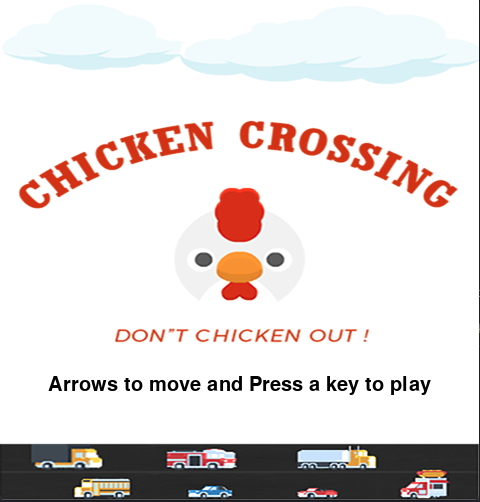 CHICKEN CROSSING
DON"T CHICKEN OUT !
Arrows to move and Press a key to play